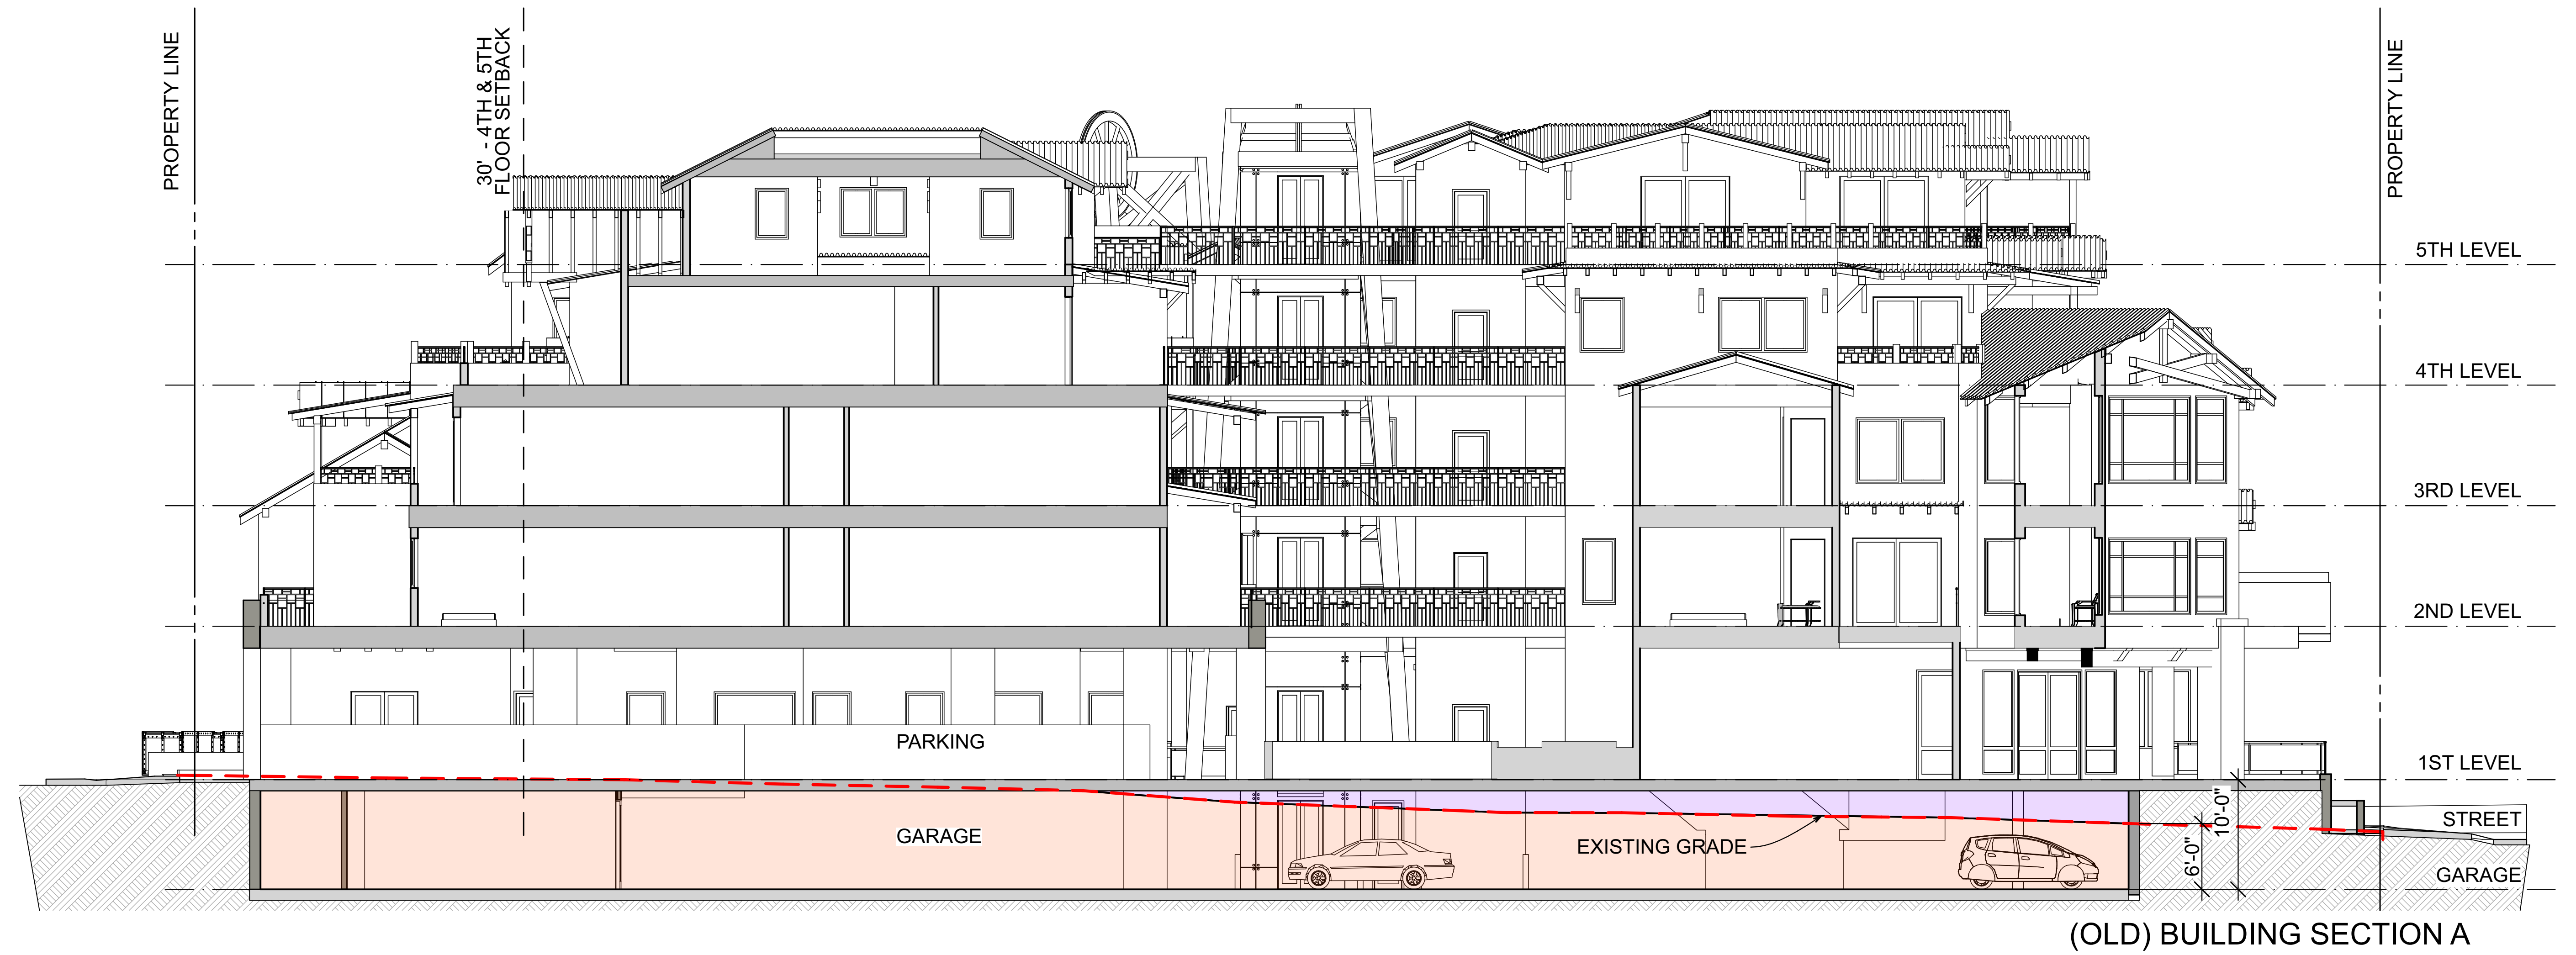 PROPERTY LINE
30' - 4TH & 5TH
FLOOR SETBACK
PROPERTY LINE
5TH LEVEL
4TH LEVEL
3RD LEVEL
2ND LEVEL
PARKING
1ST LEVEL
GARAGE
EXISTING GRADE
6'-0"
10'-0"
STREET
GARAGE
(OLD) BUILDING SECTION A